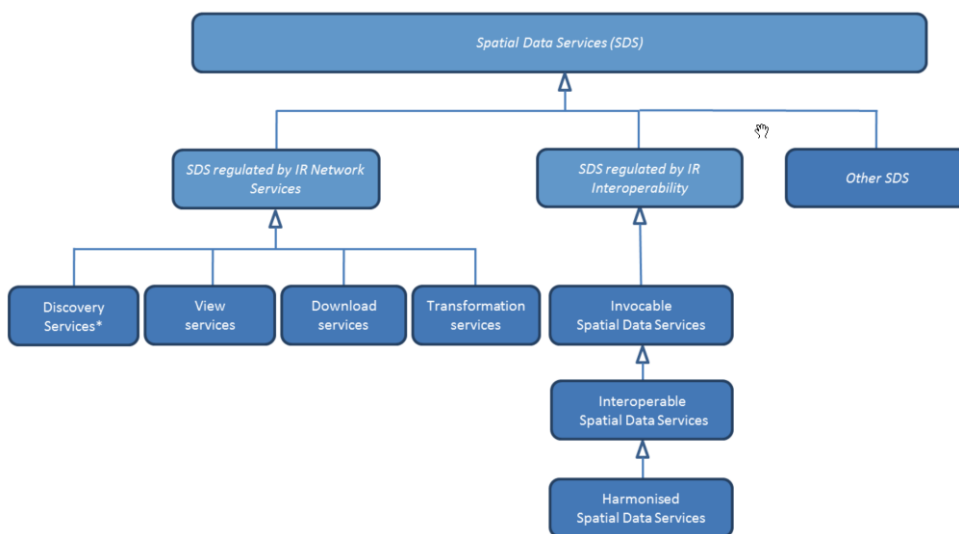 Spatial Data Services (SDS)
SDS regulated by IR Network
Services
SDS regulated by IR
Interoperability
Other SDS
Discovery
Services*
View
services
Download
services
Transformation
services
Invocable
Spatial Data Services
Interoperable
Spatial Data Services
Harmonised
Spatial Data Services